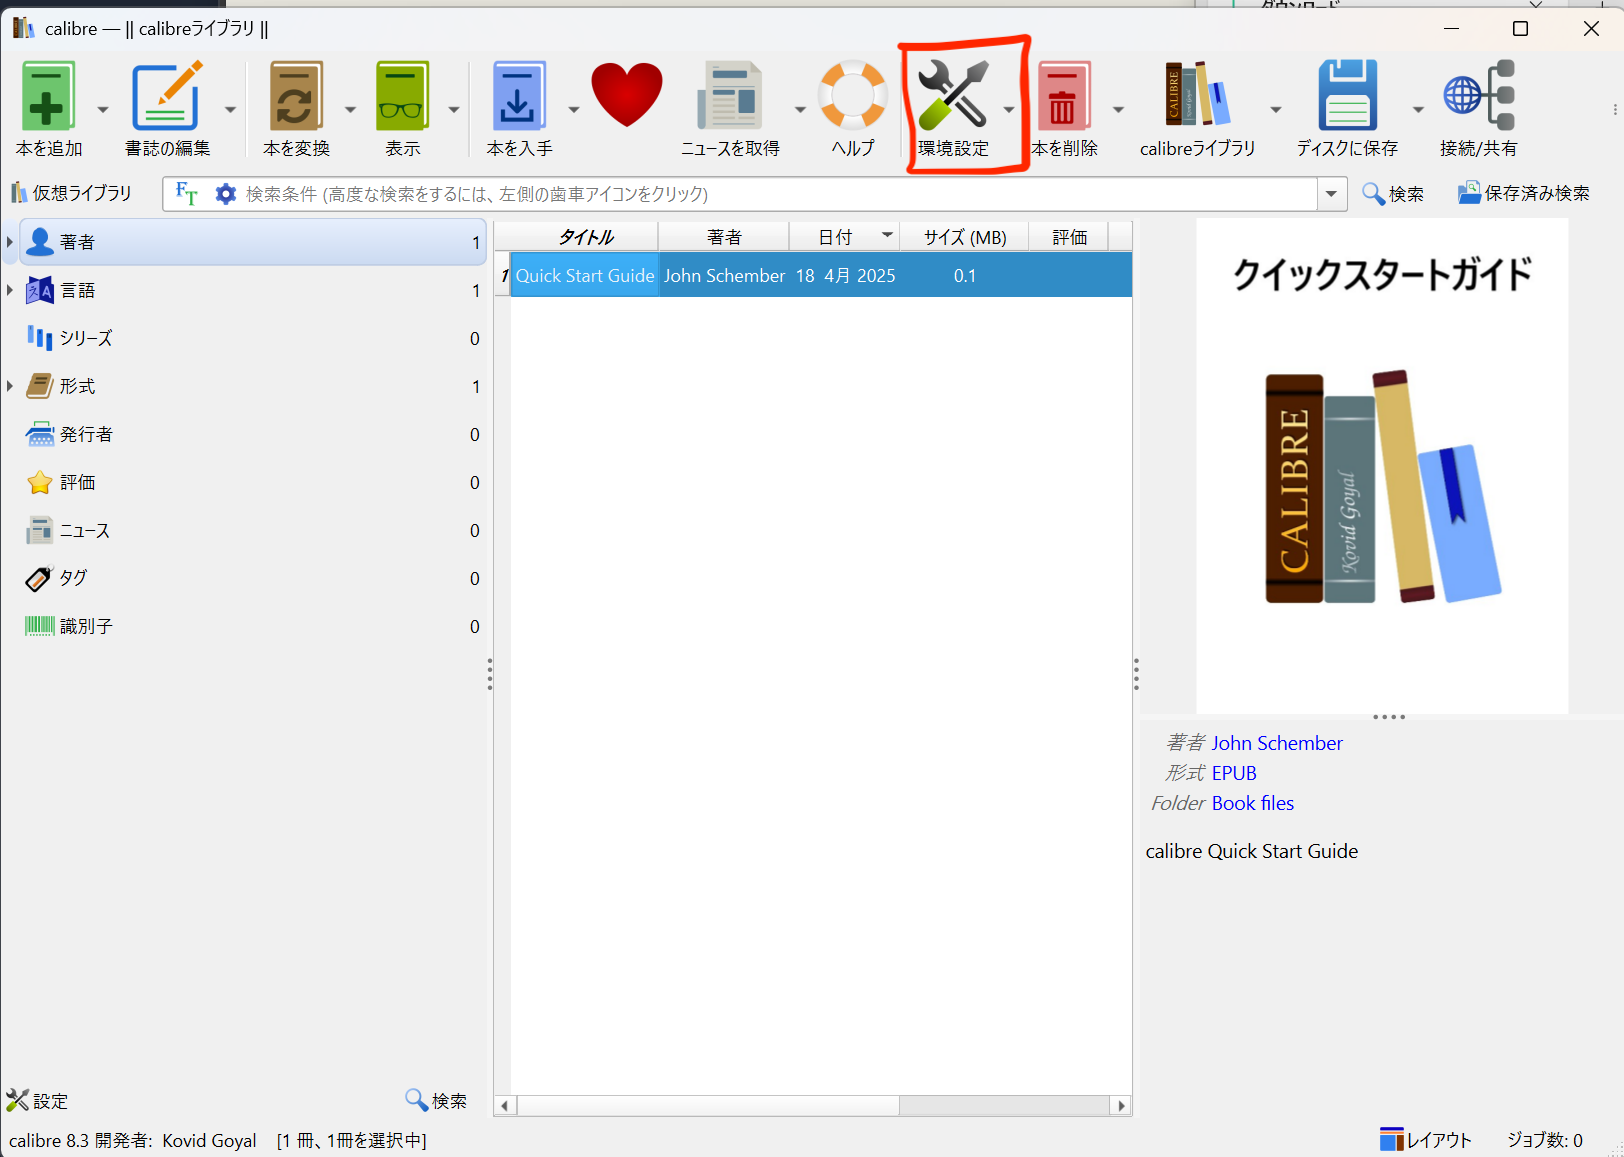 calibre — || calibreライブラリ ||
本を追加
書誌の編集
本を変換
表示
本を入手
ニュースを取得
ヘルプ
環境設定
本を削除
calibreライブラリ
ディスクに保存
接続/共有
仮想ライブラリ
検索条件 (高度な検索をするには、左側の歯車アイコンをクリック)
検索
保存済み検索
著者 1
言語 1
シリーズ 0
形式 1
発行者 0
評価 0
ニュース 0
タグ 0
識別子 0
設定
検索
タイトル 著者 日付 サイズ (MB) 評価
1 Quick Start Guide John Schember 18 4月 2025 0.1
クイックスタートガイド
CALIBRE
Kovid Goyal
著者 John Schember
形式 EPUB
Folder Book files
calibre Quick Start Guide
calibre 8.3 開発者: Kovid Goyal [1 冊、1冊を選択中]
レイアウト
ジョブ数: 0